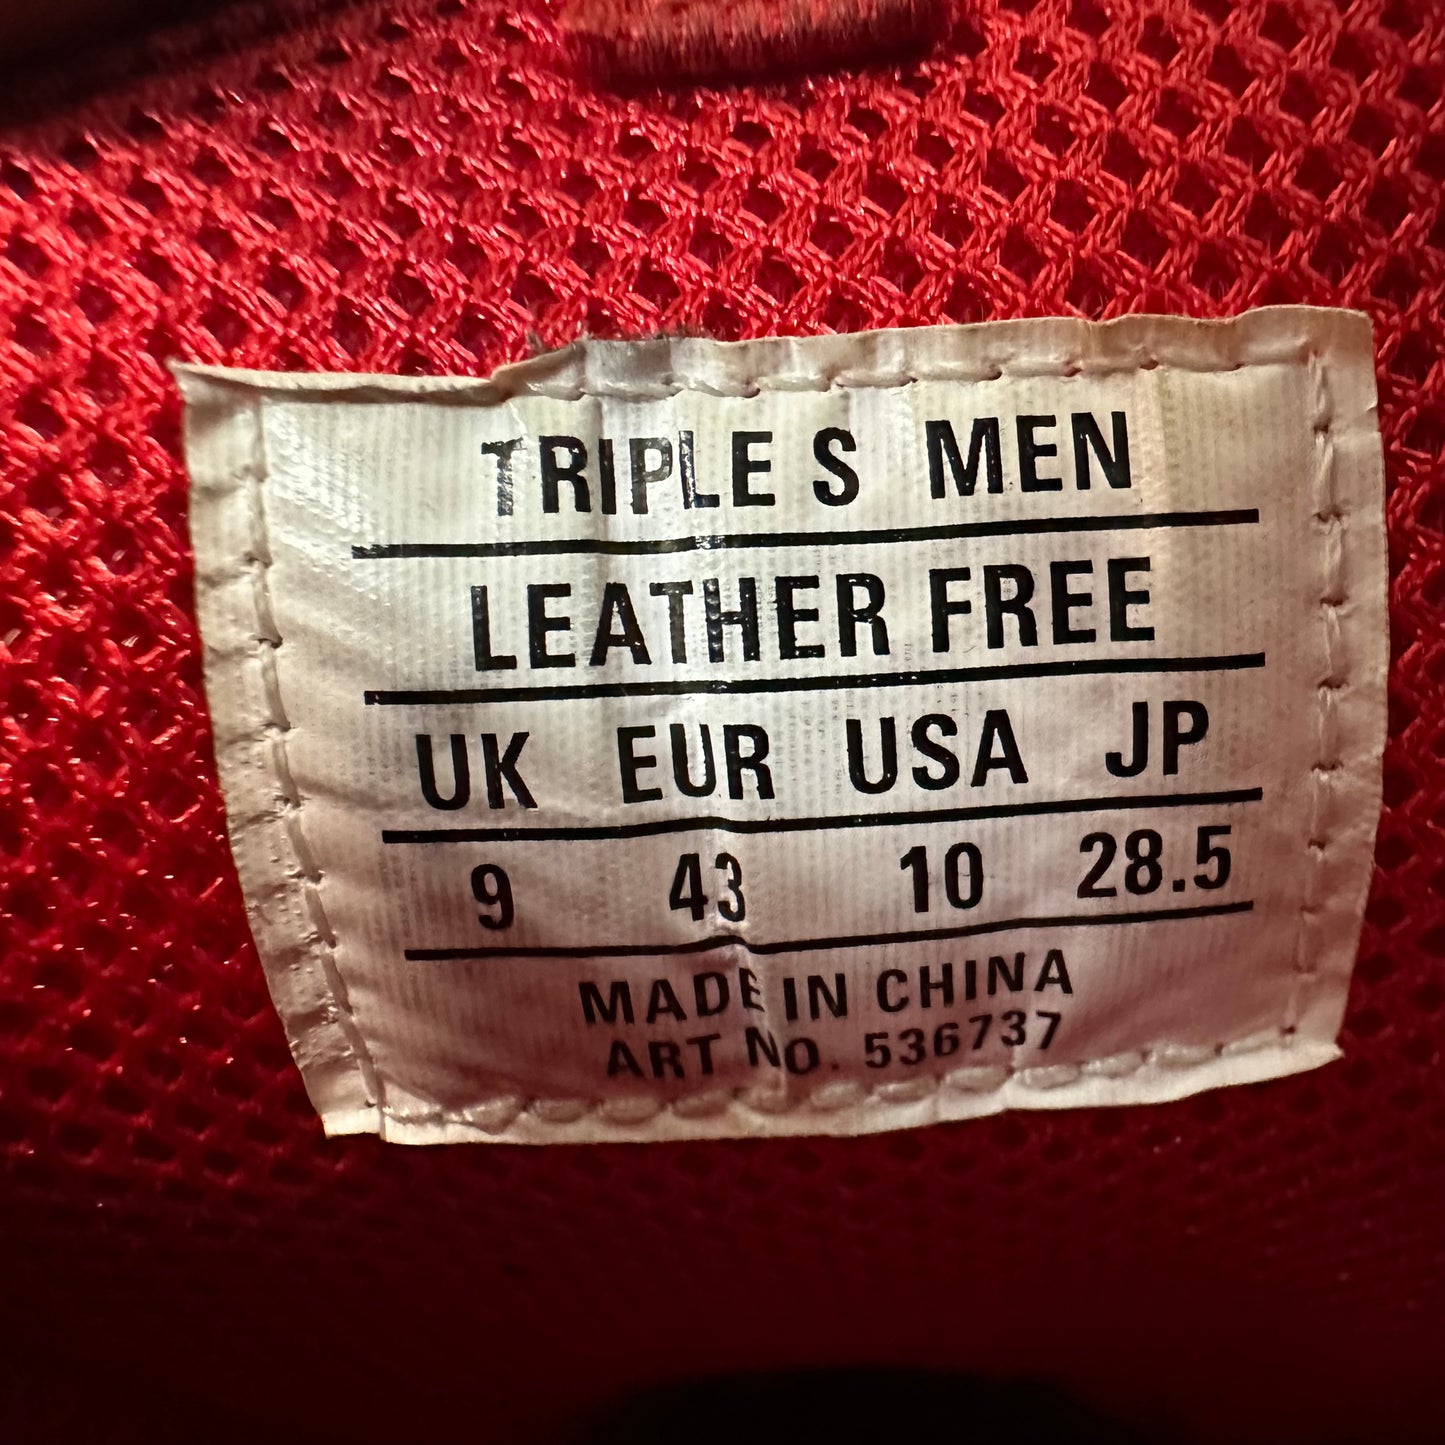 TRIPLE S MEN
LEATHER FREE
UK EUR USA JP
9 43 10 28.5
MADE IN CHINA
ART NO. 536737